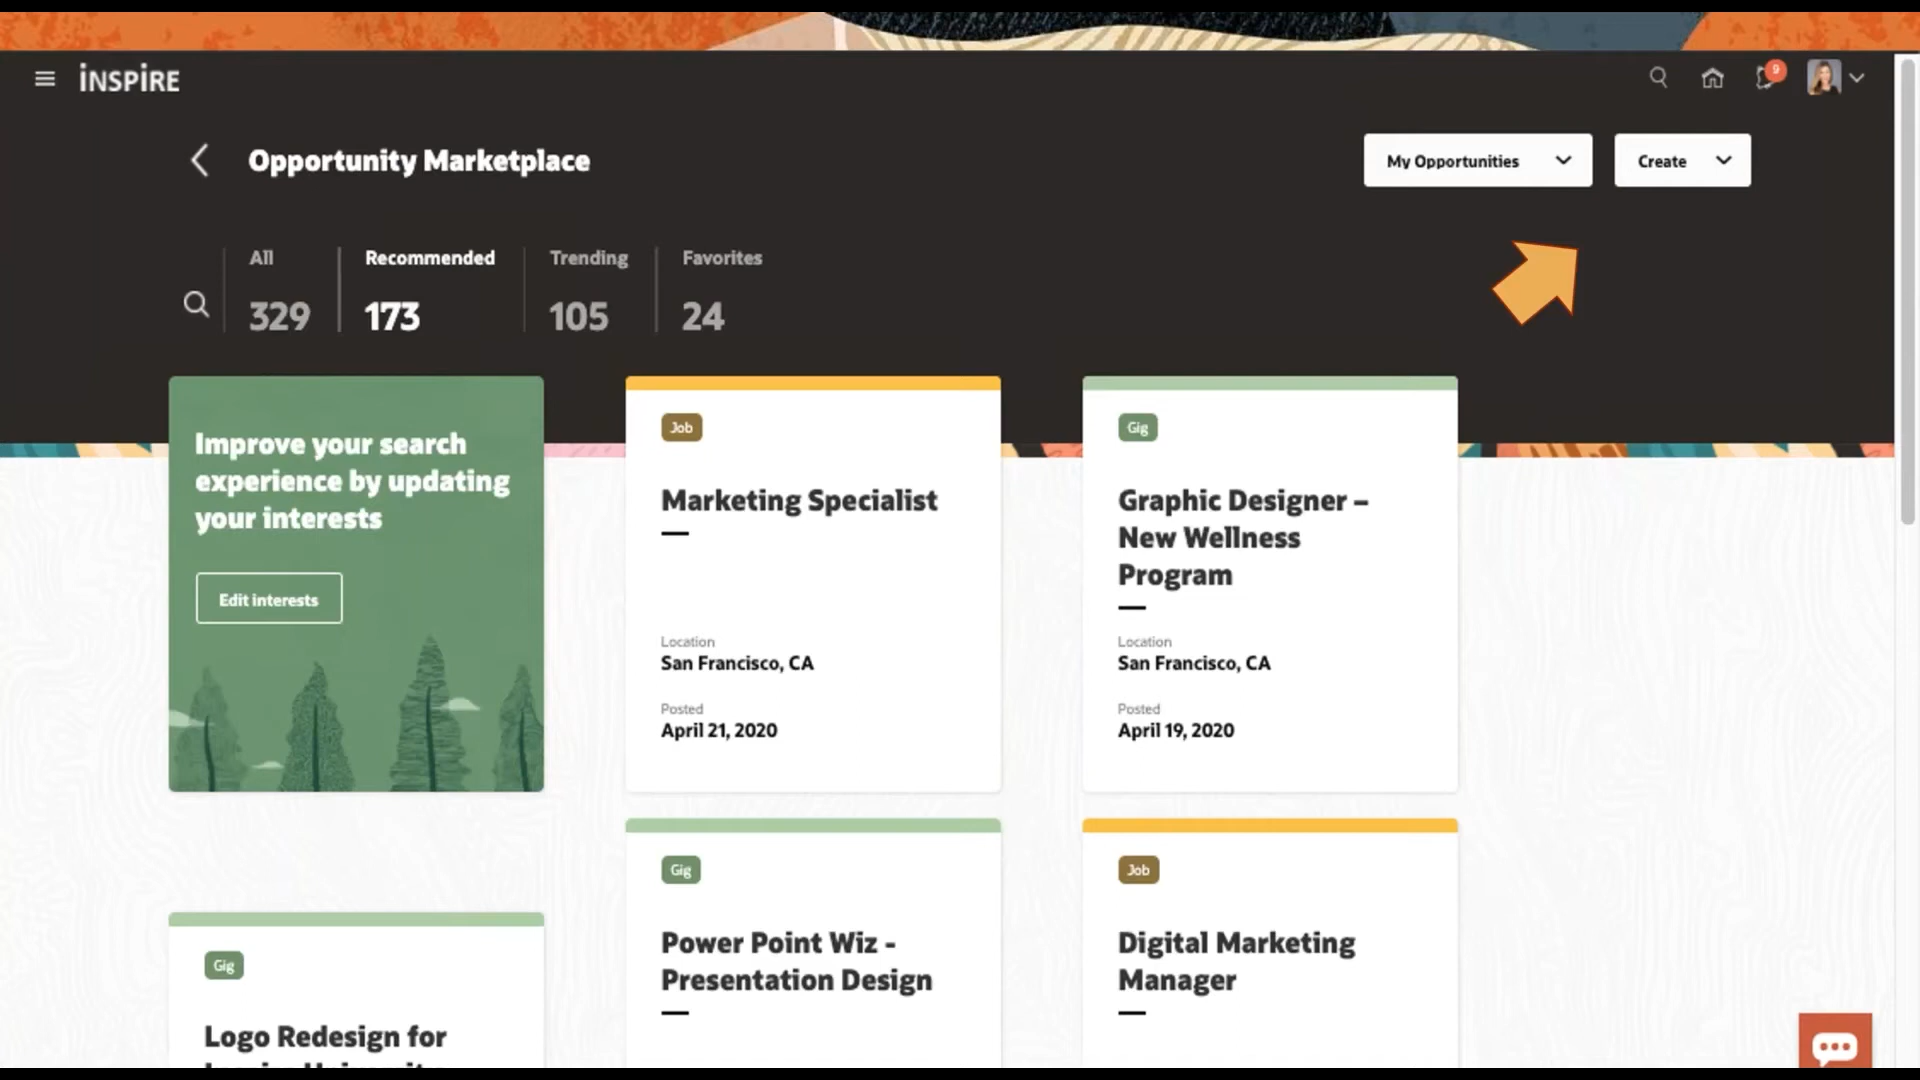 iNSPiRE
9
Opportunity Marketplace
My Opportunities
Create
All
329
Recommended
173
Trending
105
Favorites
24
Improve your search
experience by updating
your interests
Edit interests
Job
Marketing Specialist
Location
San Francisco, CA
Posted
April 21, 2020
Gig
Graphic Designer –
New Wellness
Program
Location
San Francisco, CA
Posted
April 19, 2020
Gig
Logo Redesign for
Gig
Power Point Wiz -
Presentation Design
Job
Digital Marketing
Manager